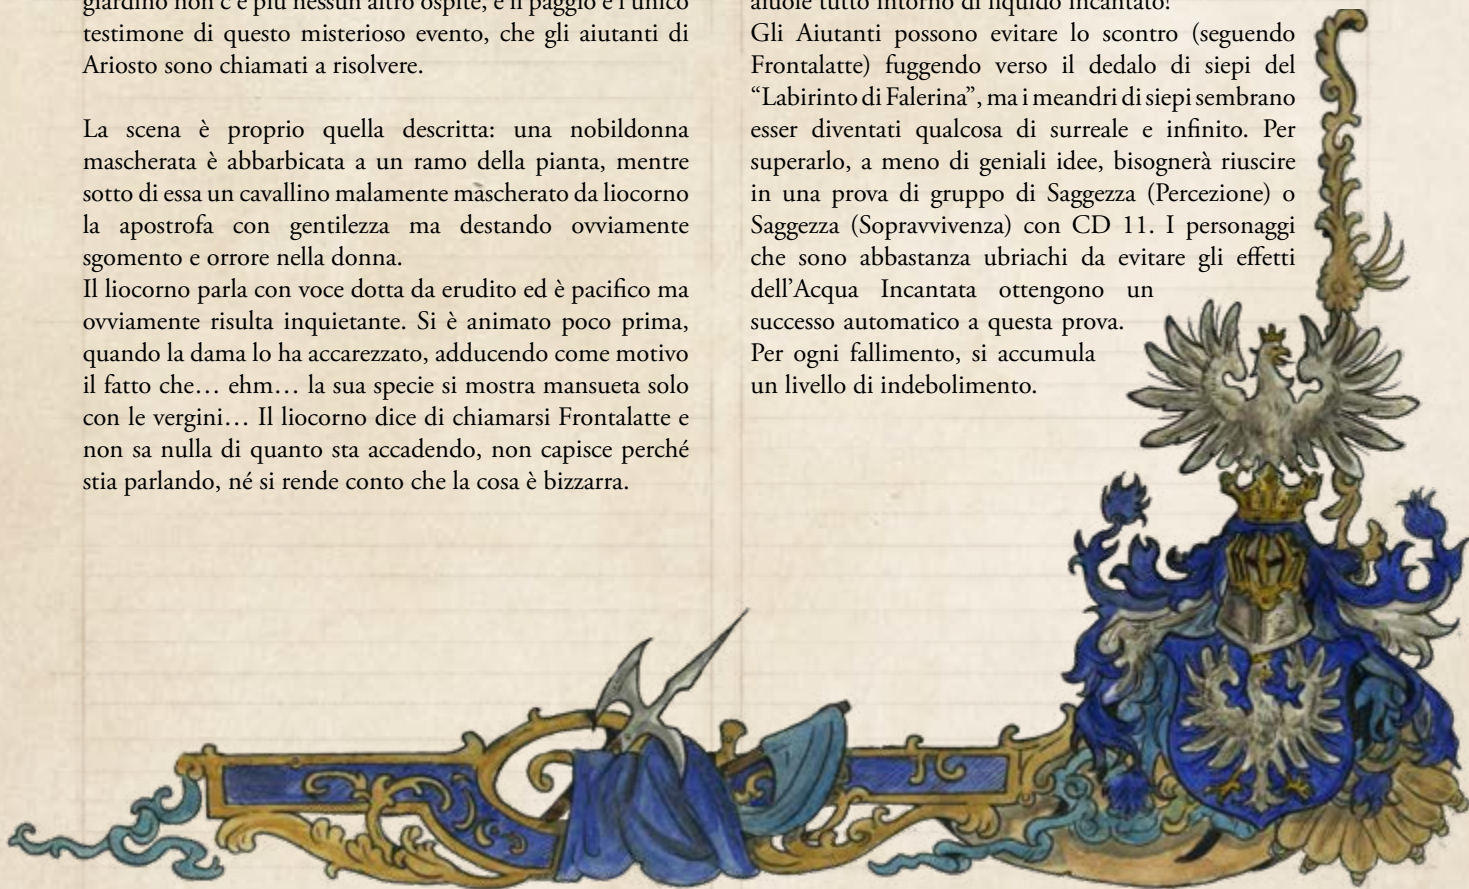 giardino non c'è più nessun altro ospite, e il paggio è l'unico
testimone di questo misterioso evento, che gli aiutanti di
Ariosto sono chiamati a risolvere.
La scena è proprio quella descritta: una nobildonna
mascherata è abbarbicata a un ramo della pianta, mentre
sotto di essa un cavallino malamente mascherato da liocorno
la apostrofa con gentilezza ma destando ovviamente
sgomento e orrore nella donna.
Il liocorno parla con voce dotta da erudito ed è pacifico ma
ovviamente risulta inquietante. Si è animato poco prima,
quando la dama lo ha accarezzato, adducendo come motivo
il fatto che… ehm… la sua specie si mostra mansueta solo
con le vergini… Il liocorno dice di chiamarsi Frontalatte e
non sa nulla di quanto sta accadendo, non capisce perché
stia parlando, né si rende conto che la cosa è bizzarra.
aiuole tutto intorno di liquido incantato!
Gli Aiutanti possono evitare lo scontro (seguendo
Frontalatte) fuggendo verso il dedalo di siepi del
“Labirinto di Falerina”, ma i meandri di siepi sembrano
esser diventati qualcosa di surreale e infinito. Per
superarlo, a meno di geniali idee, bisognerà riuscire
in una prova di gruppo di Saggezza (Percezione) o
Saggezza (Sopravvivenza) con CD 11. I personaggi
che sono abbastanza ubriachi da evitare gli effetti
dell'Acqua Incantata ottengono un
successo automatico a questa prova.
Per ogni fallimento, si accumula
un livello di indebolimento.